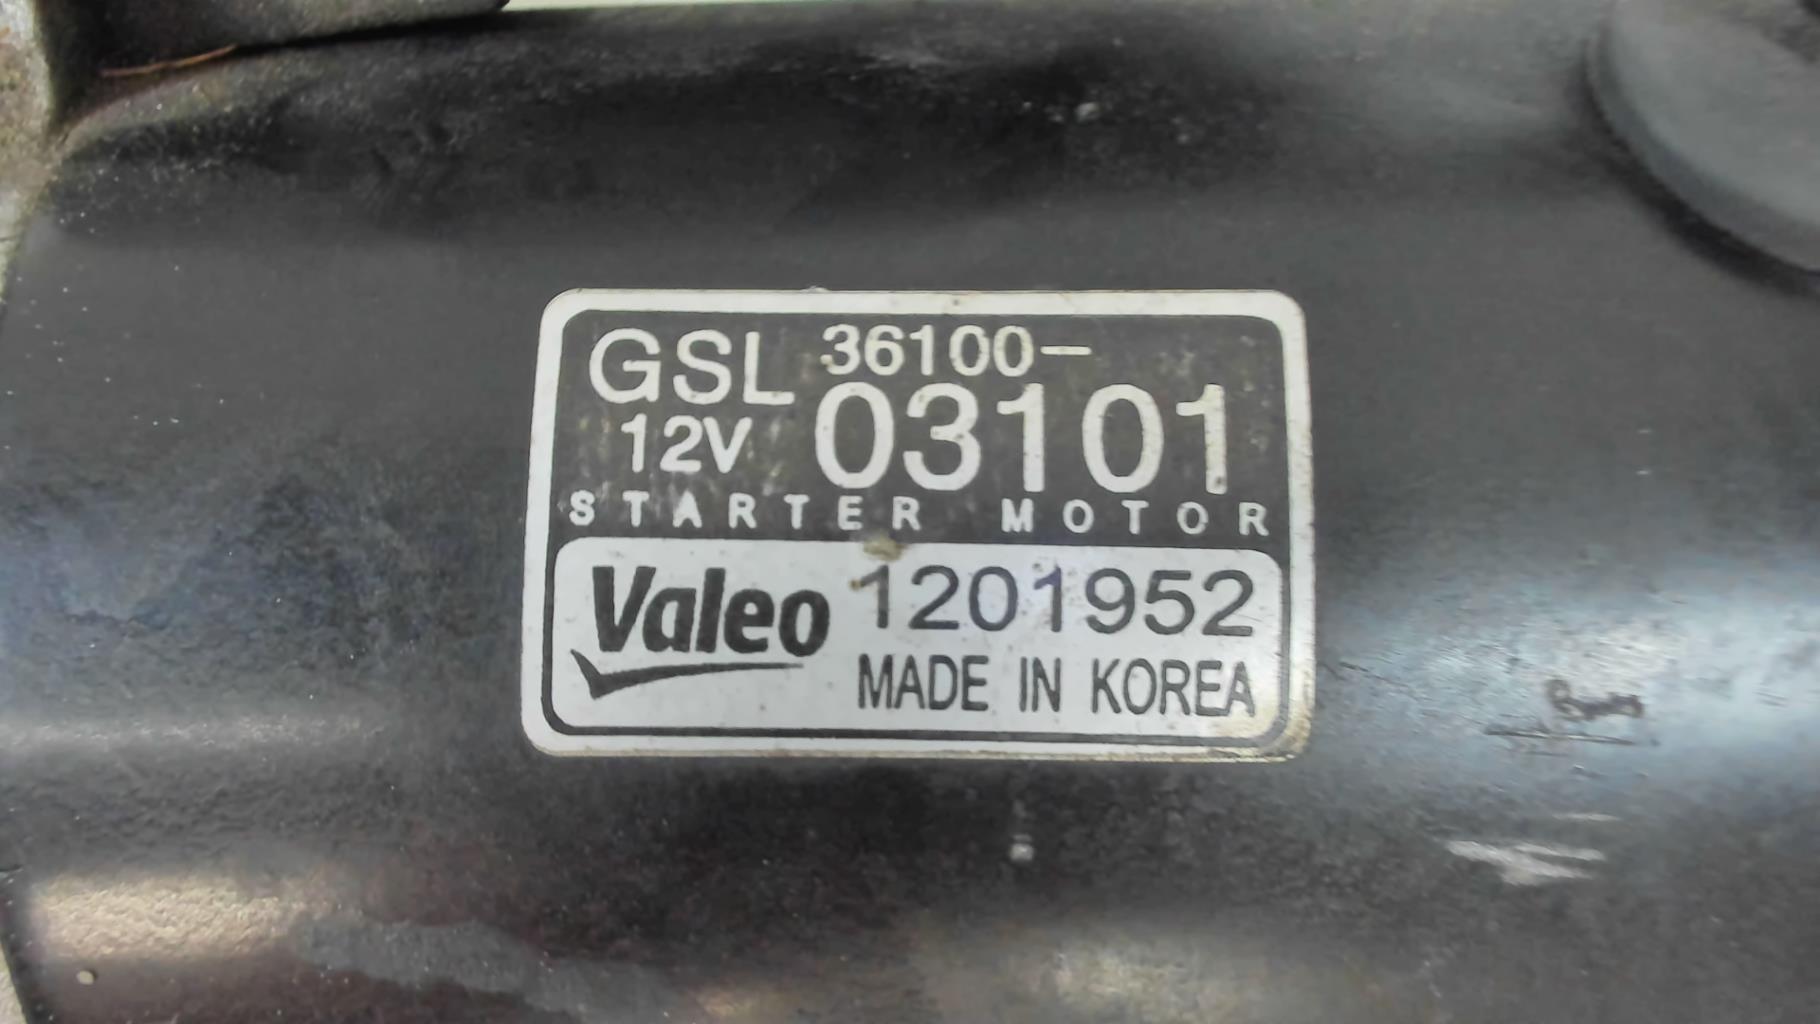 GSL 36100-
12V 03101
STARTER MOTOR
Valeo 1201952
MADE IN KOREA